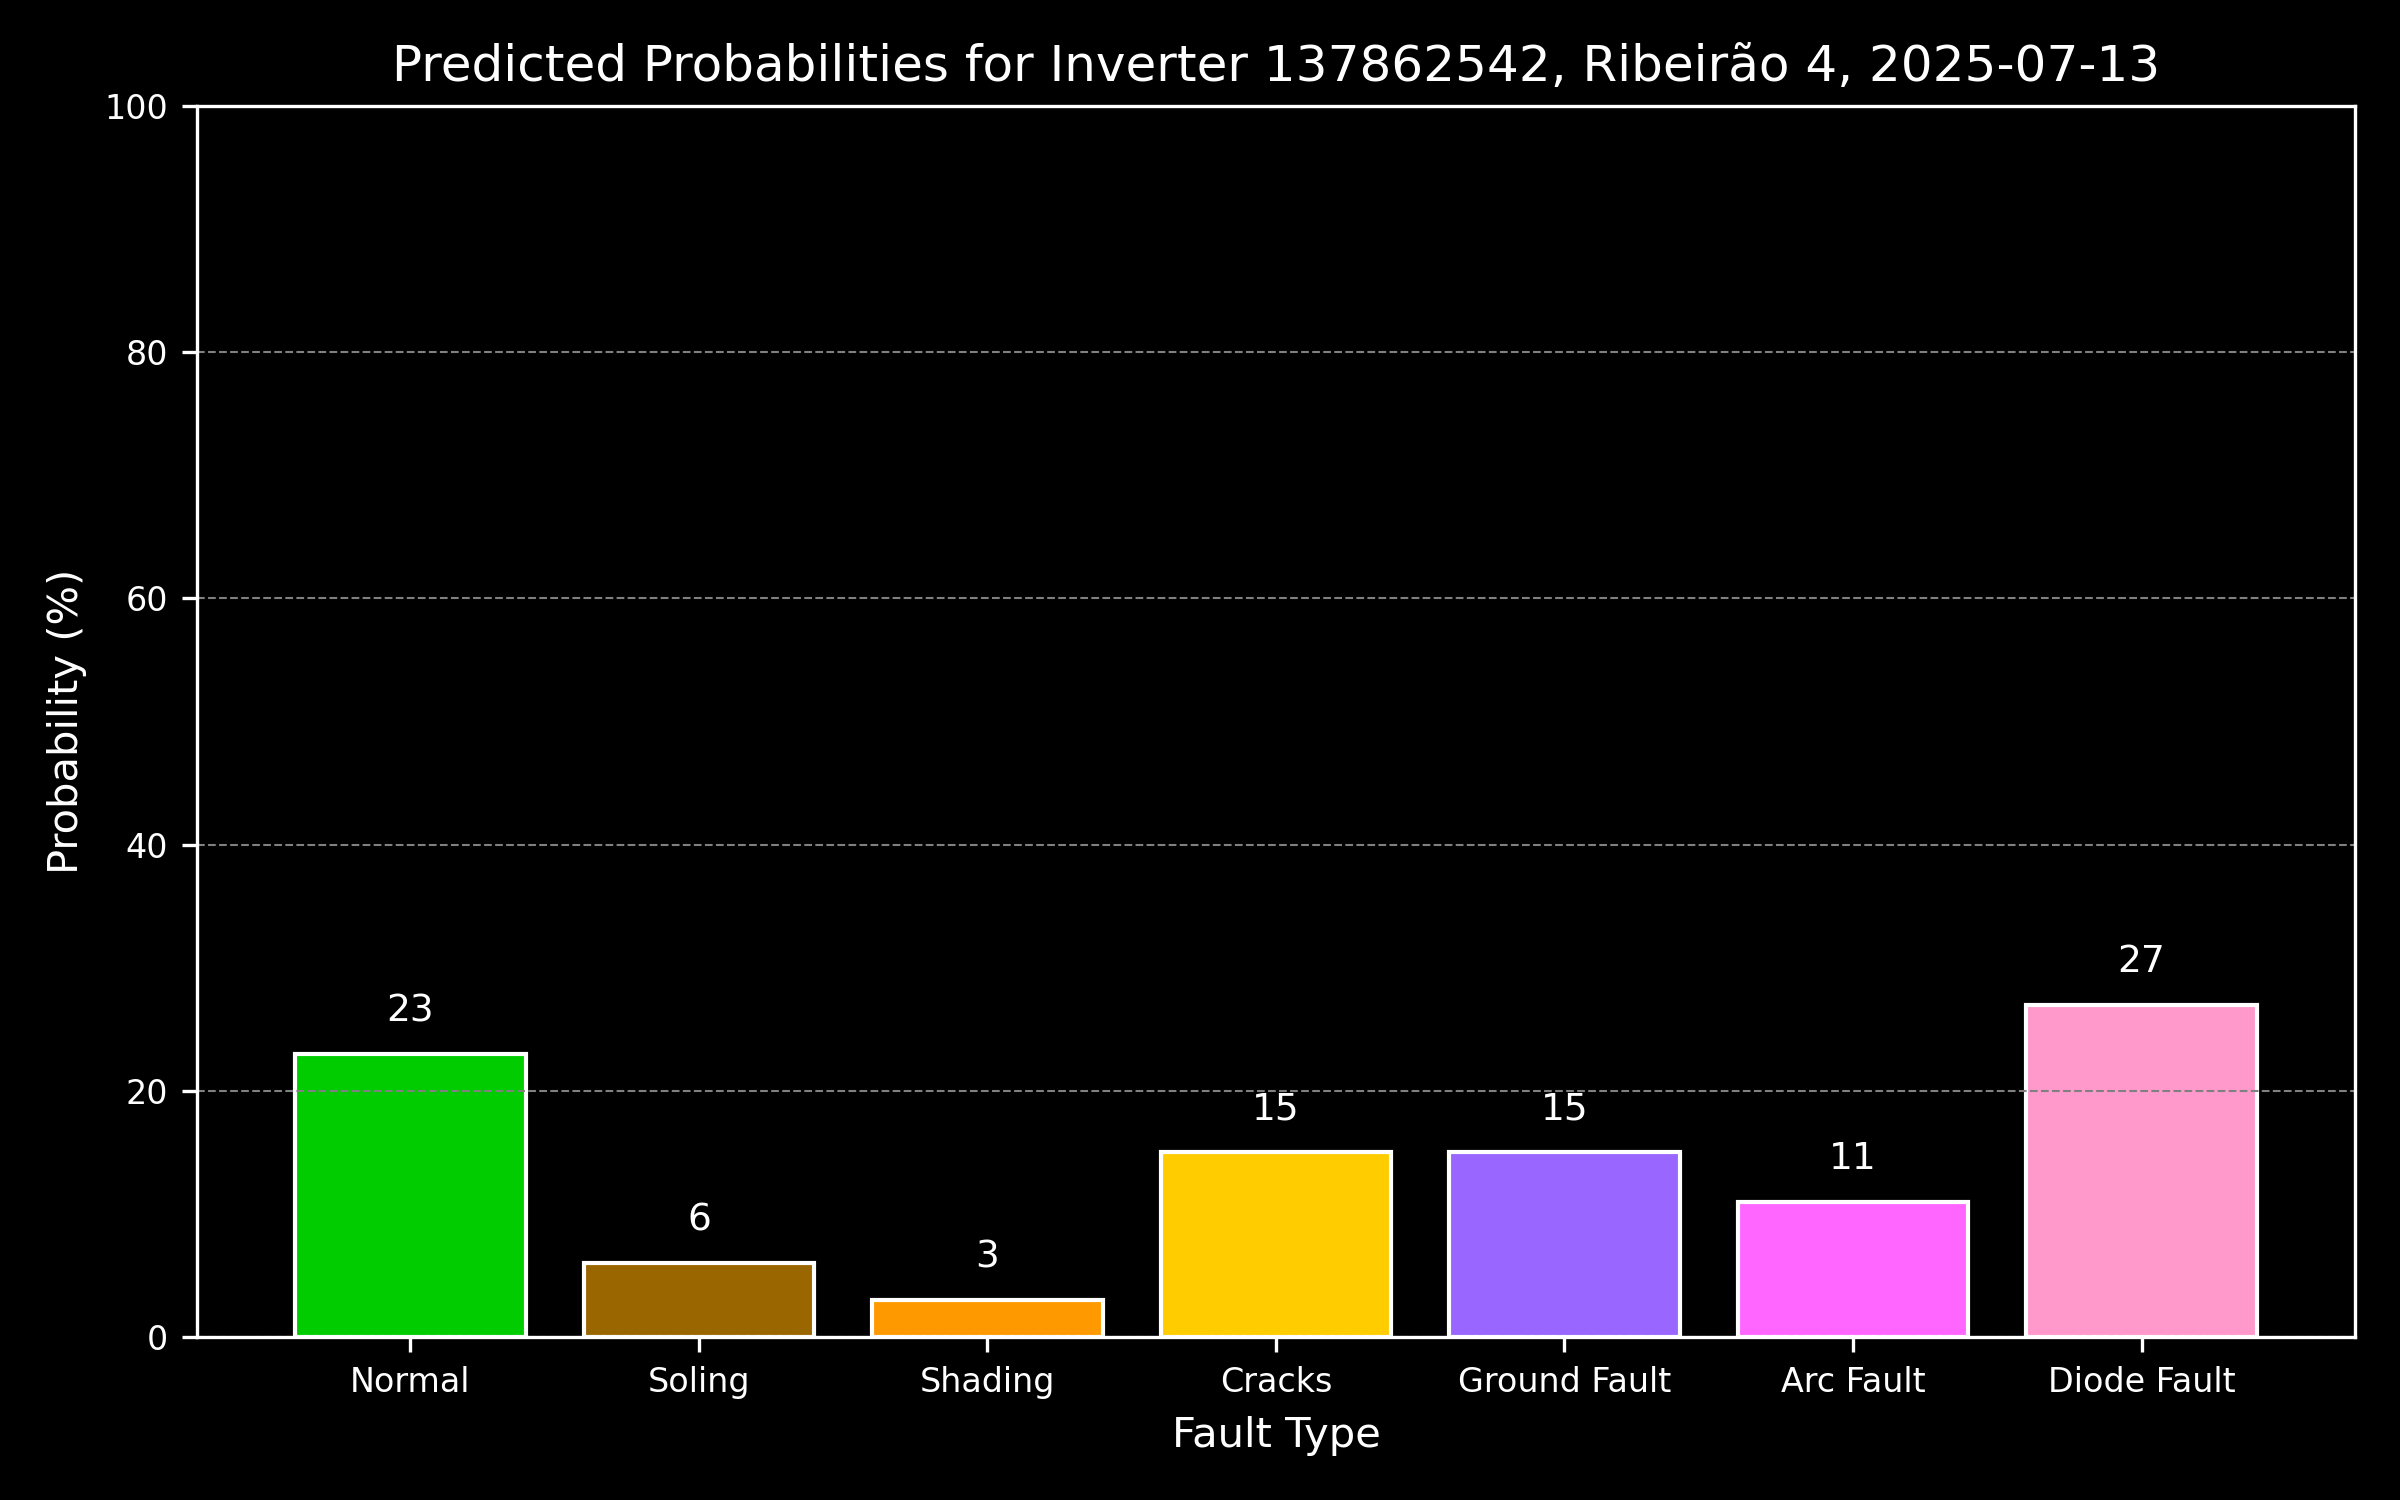 Predicted Probabilities for Inverter 137862542, Ribeirão 4, 2025-07-13
Probability (%)
100
80
60
40
20
0
23
6
3
15
15
11
27
Normal
Soling
Shading
Cracks
Ground Fault
Arc Fault
Diode Fault
Fault Type